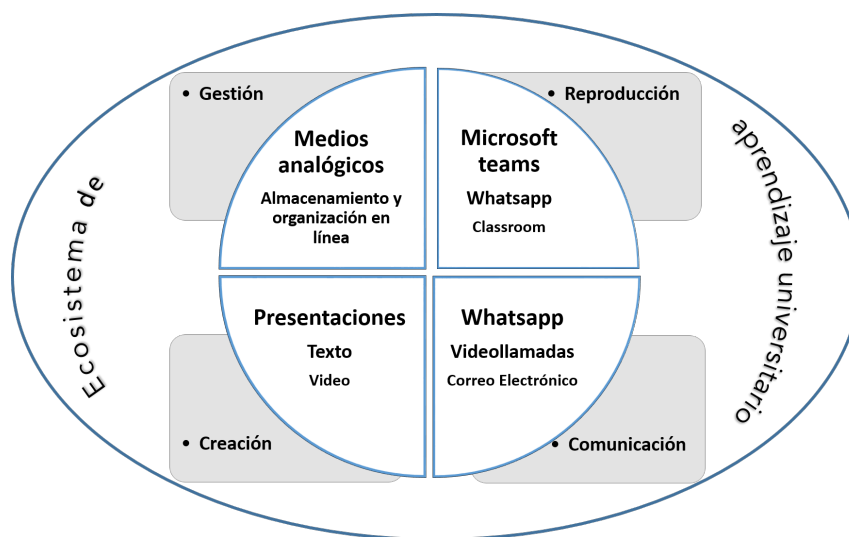 Ecosistema de
aprendizaje universitario
• Gestión
Medios
analógicos
Almacenamiento y
organización en
línea
• Reproducción
Microsoft
teams
Whatsapp
Classroom
Presentaciones
Texto
Video
• Creación
Whatsapp
Videollamadas
Correo Electrónico
• Comunicación